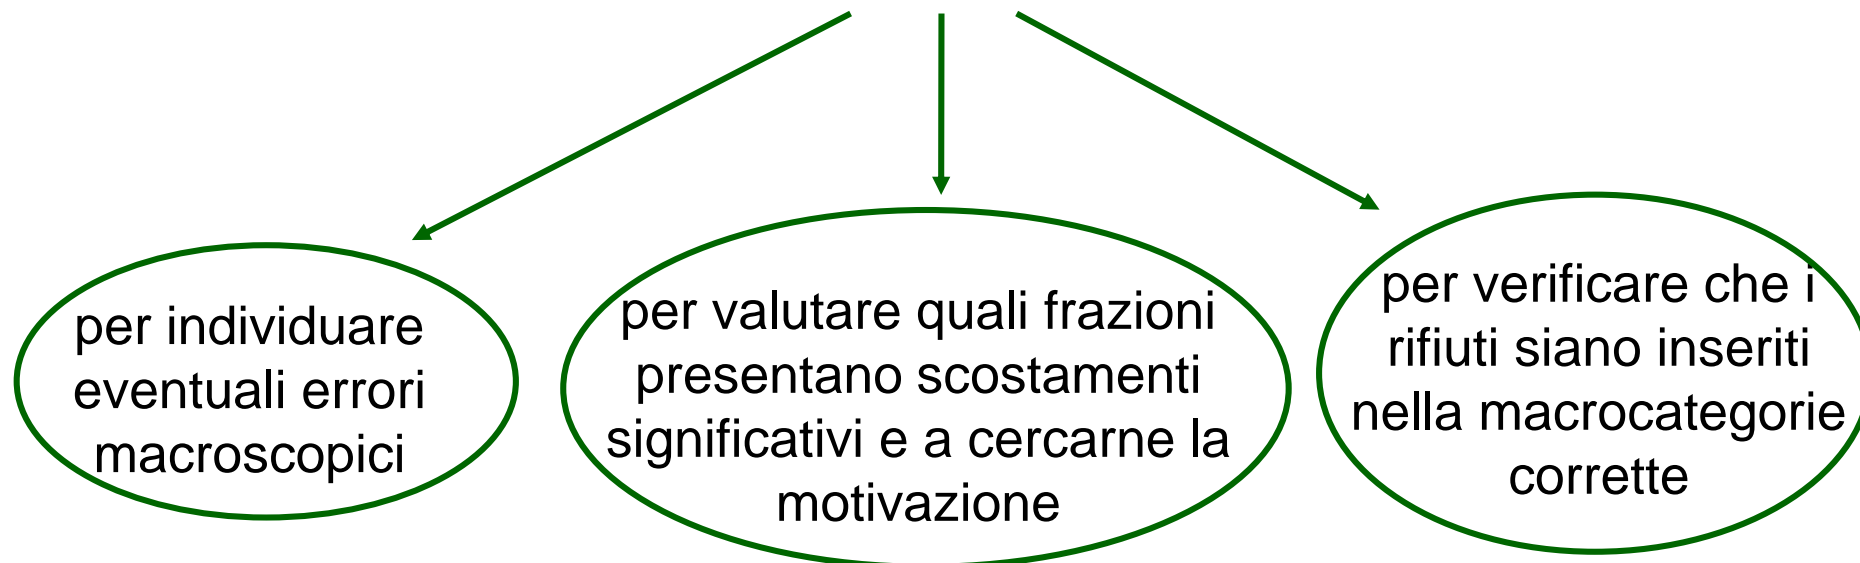 per individuare
eventuali errori
macroscopici
per valutare quali frazioni
presentano scostamenti
significativi e a cercarne la
motivazione
per verificare che i
rifiuti siano inseriti
nella macrocategorie
corrette